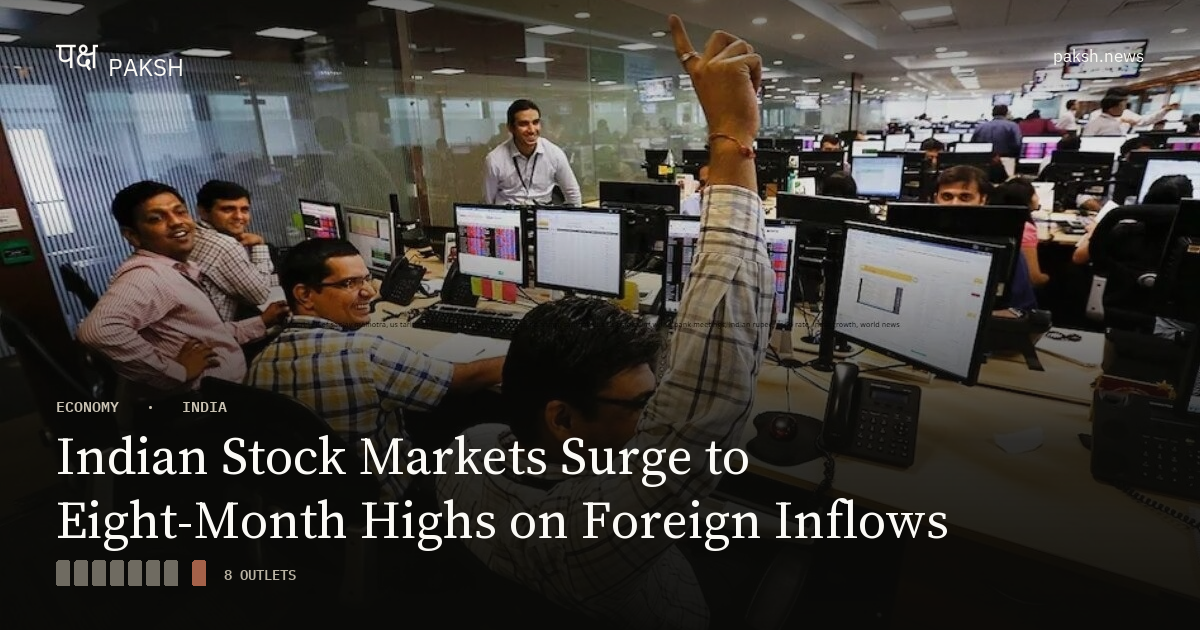 पक्ष PAKSH
paksh.news
ECONOMY · INDIA
Indian Stock Markets Surge to
Eight-Month Highs on Foreign Inflows
8 OUTLETS